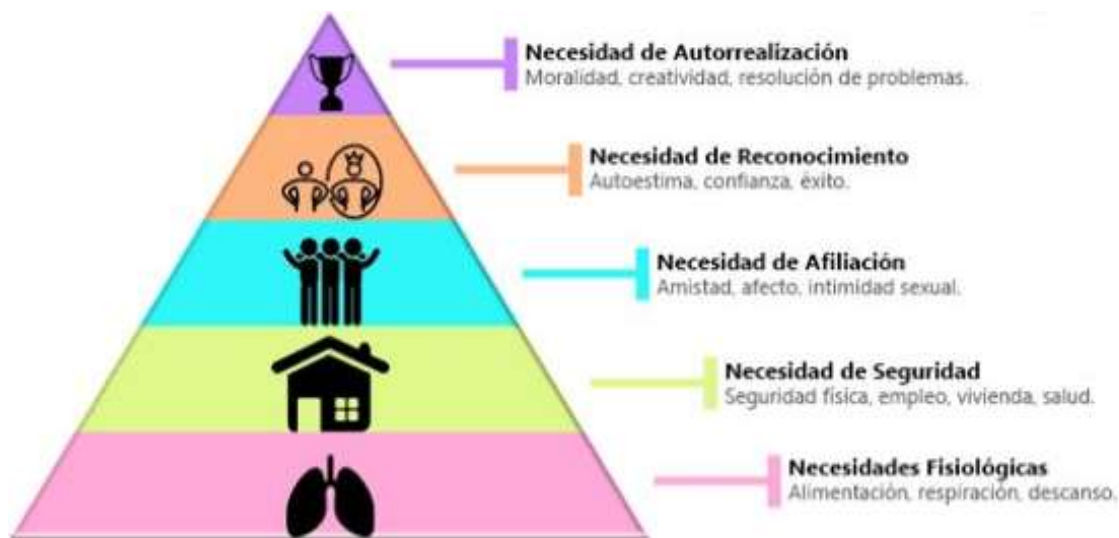 Necesidad de Autorrealización
Moralidad, creatividad, resolución de problemas.
Necesidad de Reconocimiento
Autoestima, confianza, éxito.
Necesidad de Afiliación
Amistad, afecto, intimidad sexual.
Necesidad de Seguridad
Seguridad física, empleo, vivienda, salud.
Necesidades Fisiológicas
Alimentación, respiración, descanso.